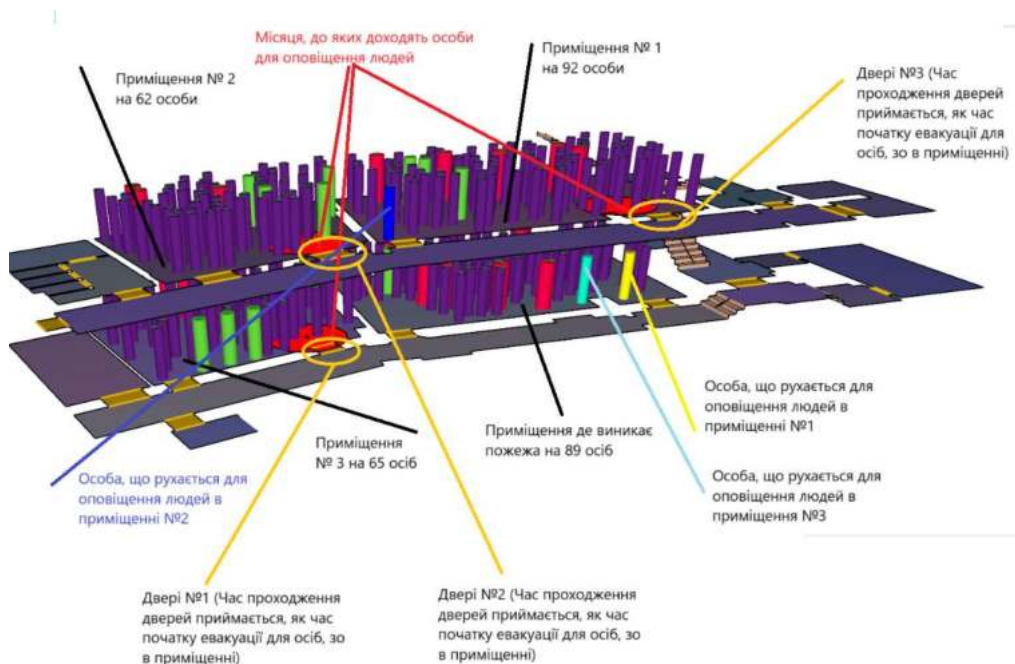 Місяця, до яких доходять особи
для оповіщення людей
Приміщення № 1
на 92 особи
Приміщення № 2
на 62 особи
Двері №3 (Час
проходження дверей
приймається, як час
початку евакуації для
осіб, зо в приміщенні)
Особа, що рухається для
оповіщення людей в
приміщенні №1
Приміщення
№ 3 на 65 осіб
Приміщення де виникає
пожежа на 89 осіб
Особа, що рухається для
оповіщення людей в
приміщенні №2
Особа, що рухається для
оповіщення людей в
приміщення №3
Двері №1 (Час проходження
дверей приймається, як час
початку евакуації для осіб, зо
в приміщенні)
Двері №2 (Час проходження
дверей приймається, як час
початку евакуації для осіб, зо
в приміщенні)